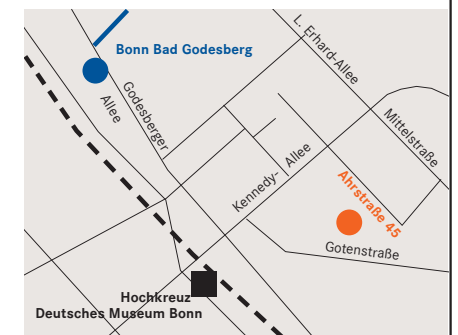 L. Erhard-Allee
Bonn Bad Godesberg
Godesberger
Allee
Mittelstraße
Kennedy- Allee
Ahrstraße 45
Gotenstraße
Hochkreuz
Deutsches Museum Bonn